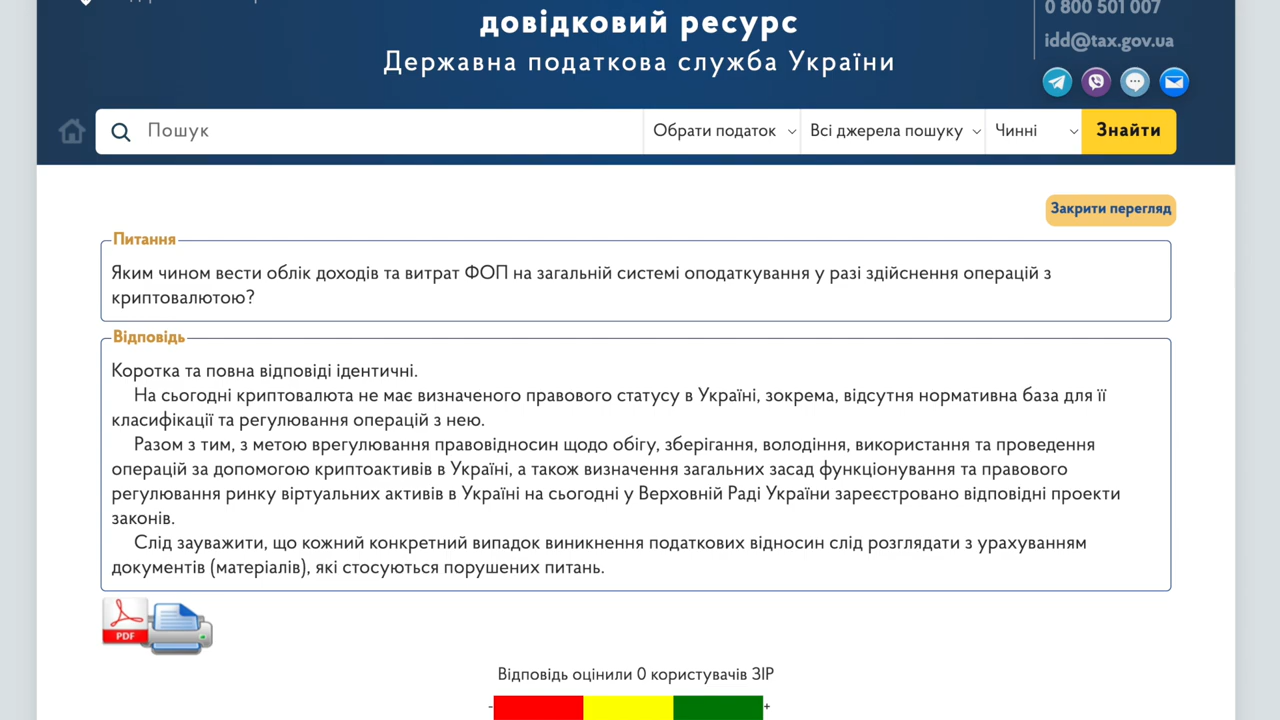 довідковий ресурс
Державна податкова служба України
0 800 501 007
idd@tax.gov.ua
Пошук
Обрати податок
Всі джерела пошуку
Чинні
Знайти
Закрити перегляд
Питання
Яким чином вести облік доходів та витрат ФОП на загальній системі оподаткування у разі здійснення операцій з
криптовалютою?
Відповідь
Коротка та повна відповіді ідентичні.
На сьогодні криптовалюта не має визначеного правового статусу в Україні, зокрема, відсутня нормативна база для її
класифікації та регулювання операцій з нею.
Разом з тим, з метою врегулювання правовідносин щодо обігу, зберігання, володіння, використання та проведення
операцій за допомогою криптоактивів в Україні, а також визначення загальних засад функціонування та правового
регулювання ринку віртуальних активів в Україні на сьогодні у Верховній Раді України зареєстровано відповідні проекти
законів.
Слід зауважити, що кожний конкретний випадок виникнення податкових відносин слід розглядати з урахуванням
документів (матеріалів), які стосуються порушених питань.
PDF
Відповідь оцінили 0 користувачів ЗІР
- +